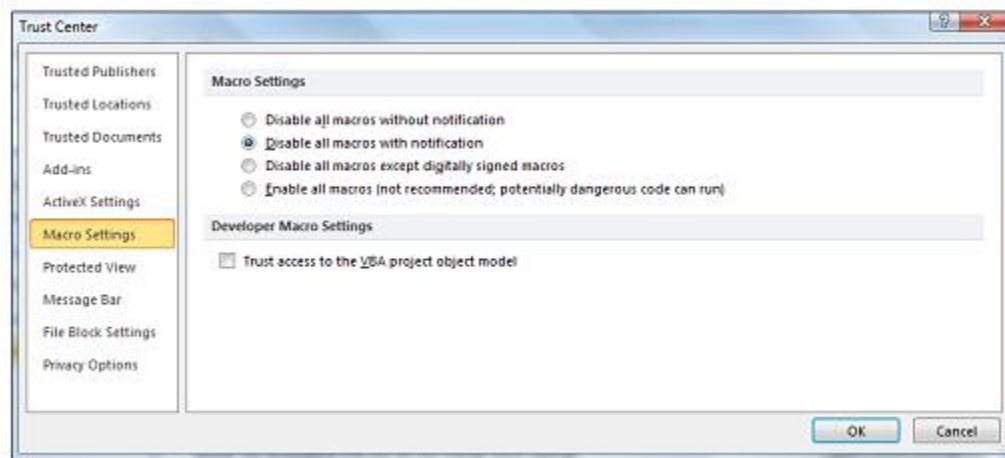 Trust Center
Trusted Publishers
Trusted Locations
Trusted Documents
Add-ins
ActiveX Settings
Macro Settings
Protected View
Message Bar
File Block Settings
Privacy Options
Macro Settings
Disable all macros without notification
Disable all macros with notification
Disable all macros except digitally signed macros
Enable all macros (not recommended; potentially dangerous code can run)
Developer Macro Settings
Trust access to the VBA project object model
OK Cancel